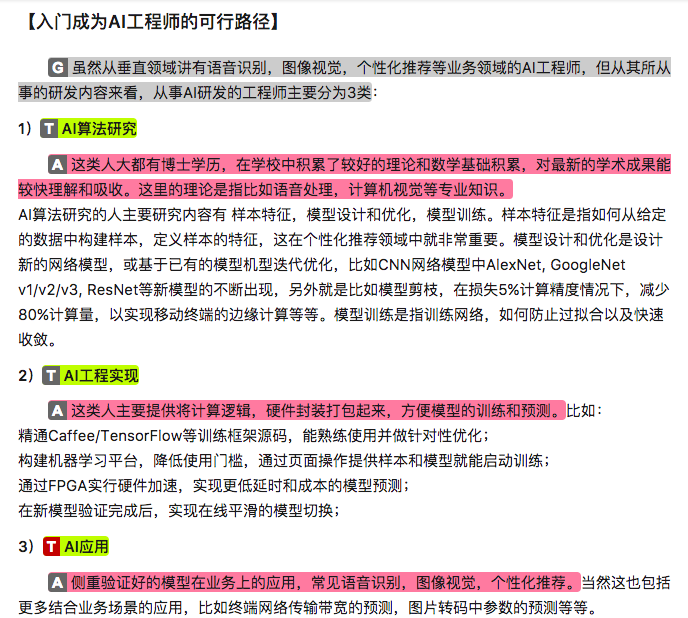 【入门成为AI工程师的可行路径】
G 虽然从垂直领域讲有语音识别，图像视觉，个性化推荐等业务领域的AI工程师，但从其所从
事的研发内容来看，从事AI研发的工程师主要分为3类：
1）T AI算法研究
A 这类人大都有博士学历，在学校中积累了较好的理论和数学基础积累，对最新的学术成果能
较快理解和吸收。这里的理论是指比如语音处理，计算机视觉等专业知识。
AI算法研究的人主要研究内容有 样本特征，模型设计和优化，模型训练。样本特征是指如何从给定
的数据中构建样本，定义样本的特征，这在个性化推荐领域中就非常重要。模型设计和优化是设计
新的网络模型，或基于已有的模型机型迭代优化，比如CNN网络模型中AlexNet, GoogleNet
v1/v2/v3, ResNet等新模型的不断出现，另外就是比如模型剪枝，在损失5%计算精度情况下，减少
80%计算量，以实现移动终端的边缘计算等等。模型训练是指训练网络，如何防止过拟合以及快速
收敛。
2）T AI工程实现
A 这类人主要提供将计算逻辑，硬件封装打包起来，方便模型的训练和预测。比如：
精通Caffee/TensorFlow等训练框架源码，能熟练使用并做针对性优化；
构建机器学习平台，降低使用门槛，通过页面操作提供样本和模型就能启动训练；
通过FPGA实行硬件加速，实现更低延时和成本的模型预测；
在新模型验证完成后，实现在线平滑的模型切换；
3）T AI应用
A 侧重验证好的模型在业务上的应用，常见语音识别，图像视觉，个性化推荐。当然这也包括
更多结合业务场景的应用，比如终端网络传输带宽的预测，图片转码中参数的预测等等。